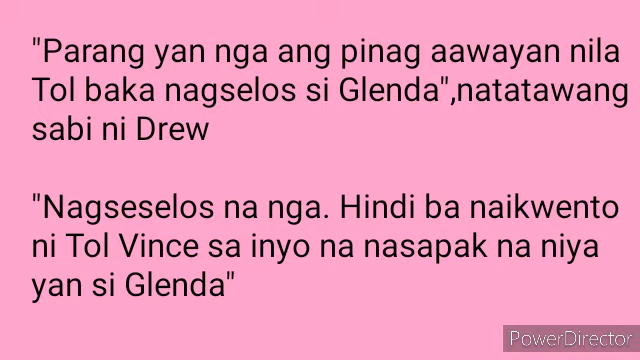 "Parang yan nga ang pinag aawayan nila
Tol baka nagselos si Glenda",natatawang
sabi ni Drew
"Nagseselos na nga. Hindi ba naikwento
ni Tol Vince sa inyo na nasapak na niya
yan si Glenda"
PowerDirector